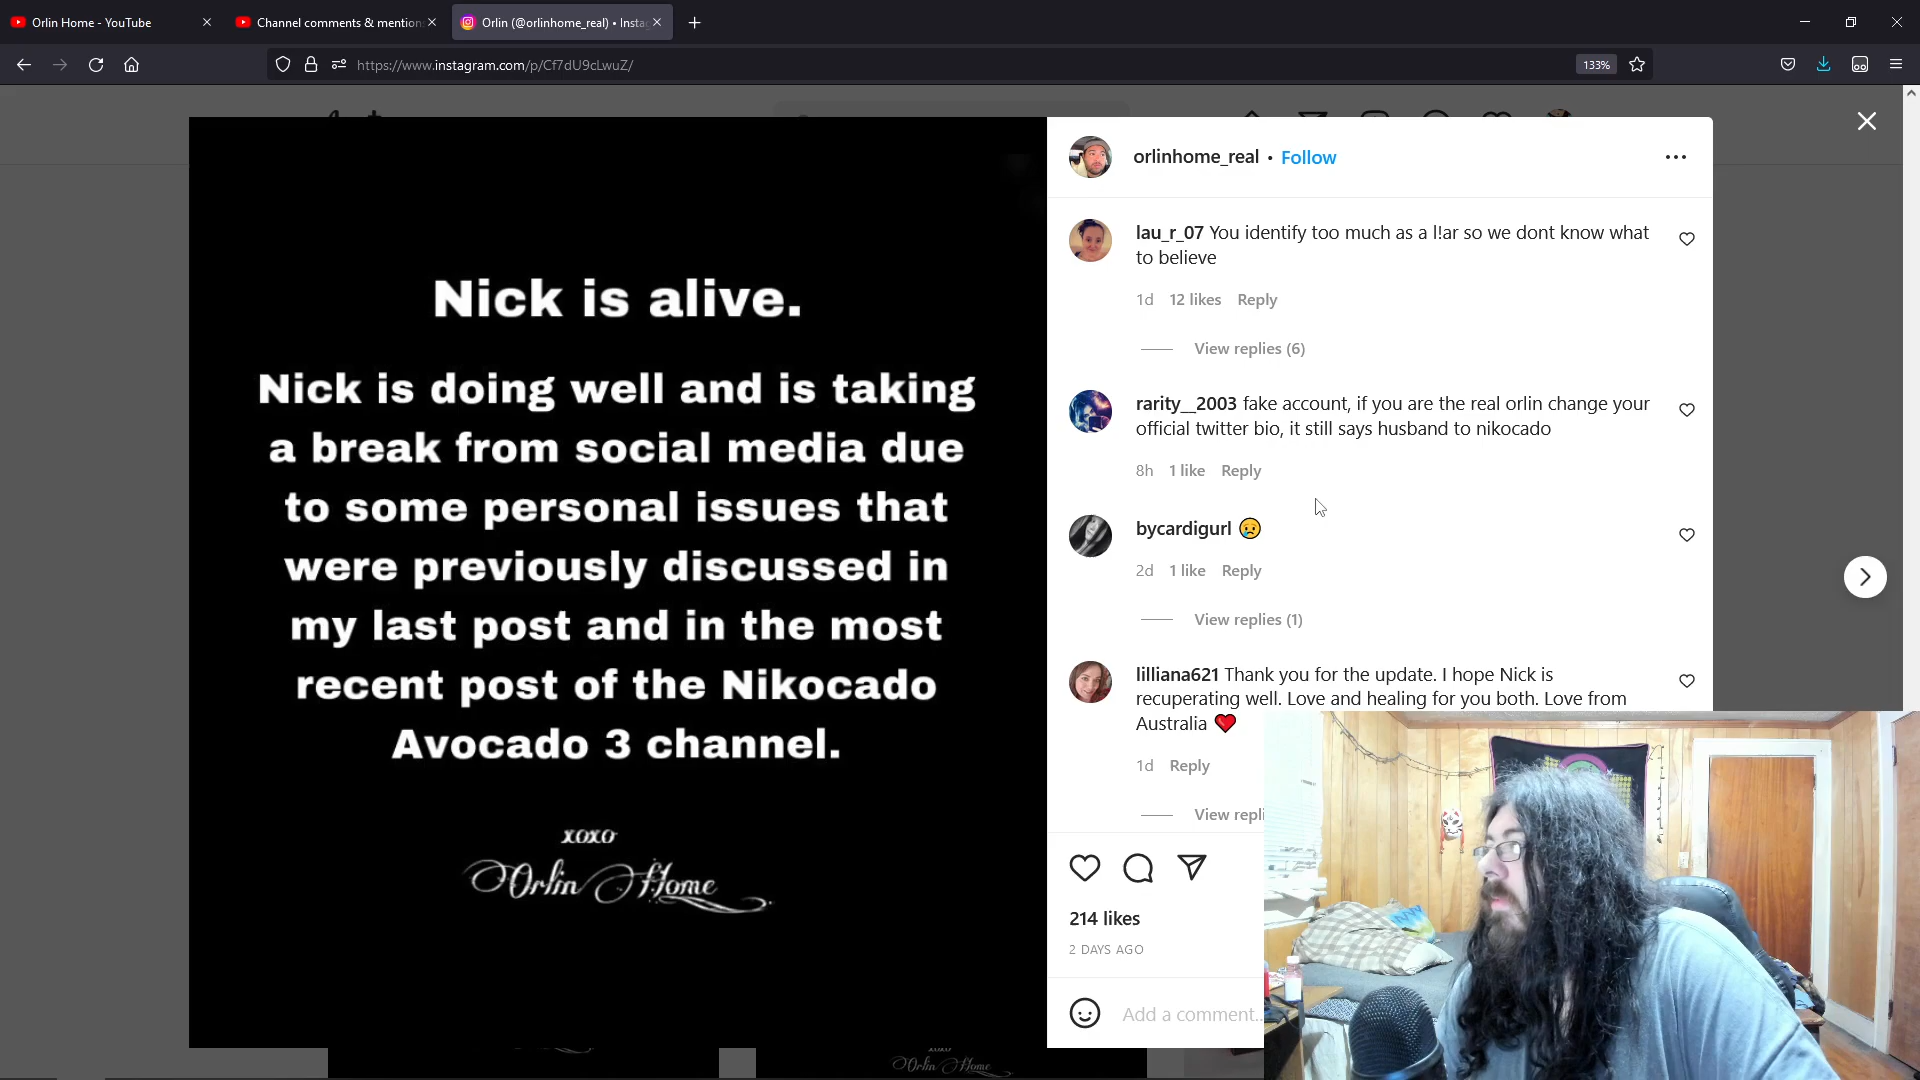 Orlin Home - YouTube
Channel comments & mention
Orlin (@orlinhome_real) • Insta
https://www.instagram.com/p/Cf7dU9cLwuZ/
133%
Nick is alive.
Nick is doing well and is taking
a break from social media due
to some personal issues that
were previously discussed in
my last post and in the most
recent post of the Nikocado
Avocado 3 channel.
xoxo
Orlin Home
orlinhome_real • Follow
lau_r_07 You identify too much as a l!ar so we dont know what
to believe
1d 12 likes Reply
View replies (6)
rarity__2003 fake account, if you are the real orlin change your
official twitter bio, it still says husband to nikocado
8h 1 like Reply
bycardigurl 😢
2d 1 like Reply
View replies (1)
lilliana621 Thank you for the update. I hope Nick is
recuperating well. Love and healing for you both. Love from
Australia ❤️
1d Reply
View repli
214 likes
2 DAYS AGO
Add a comment...
xoxo
Orlin Home